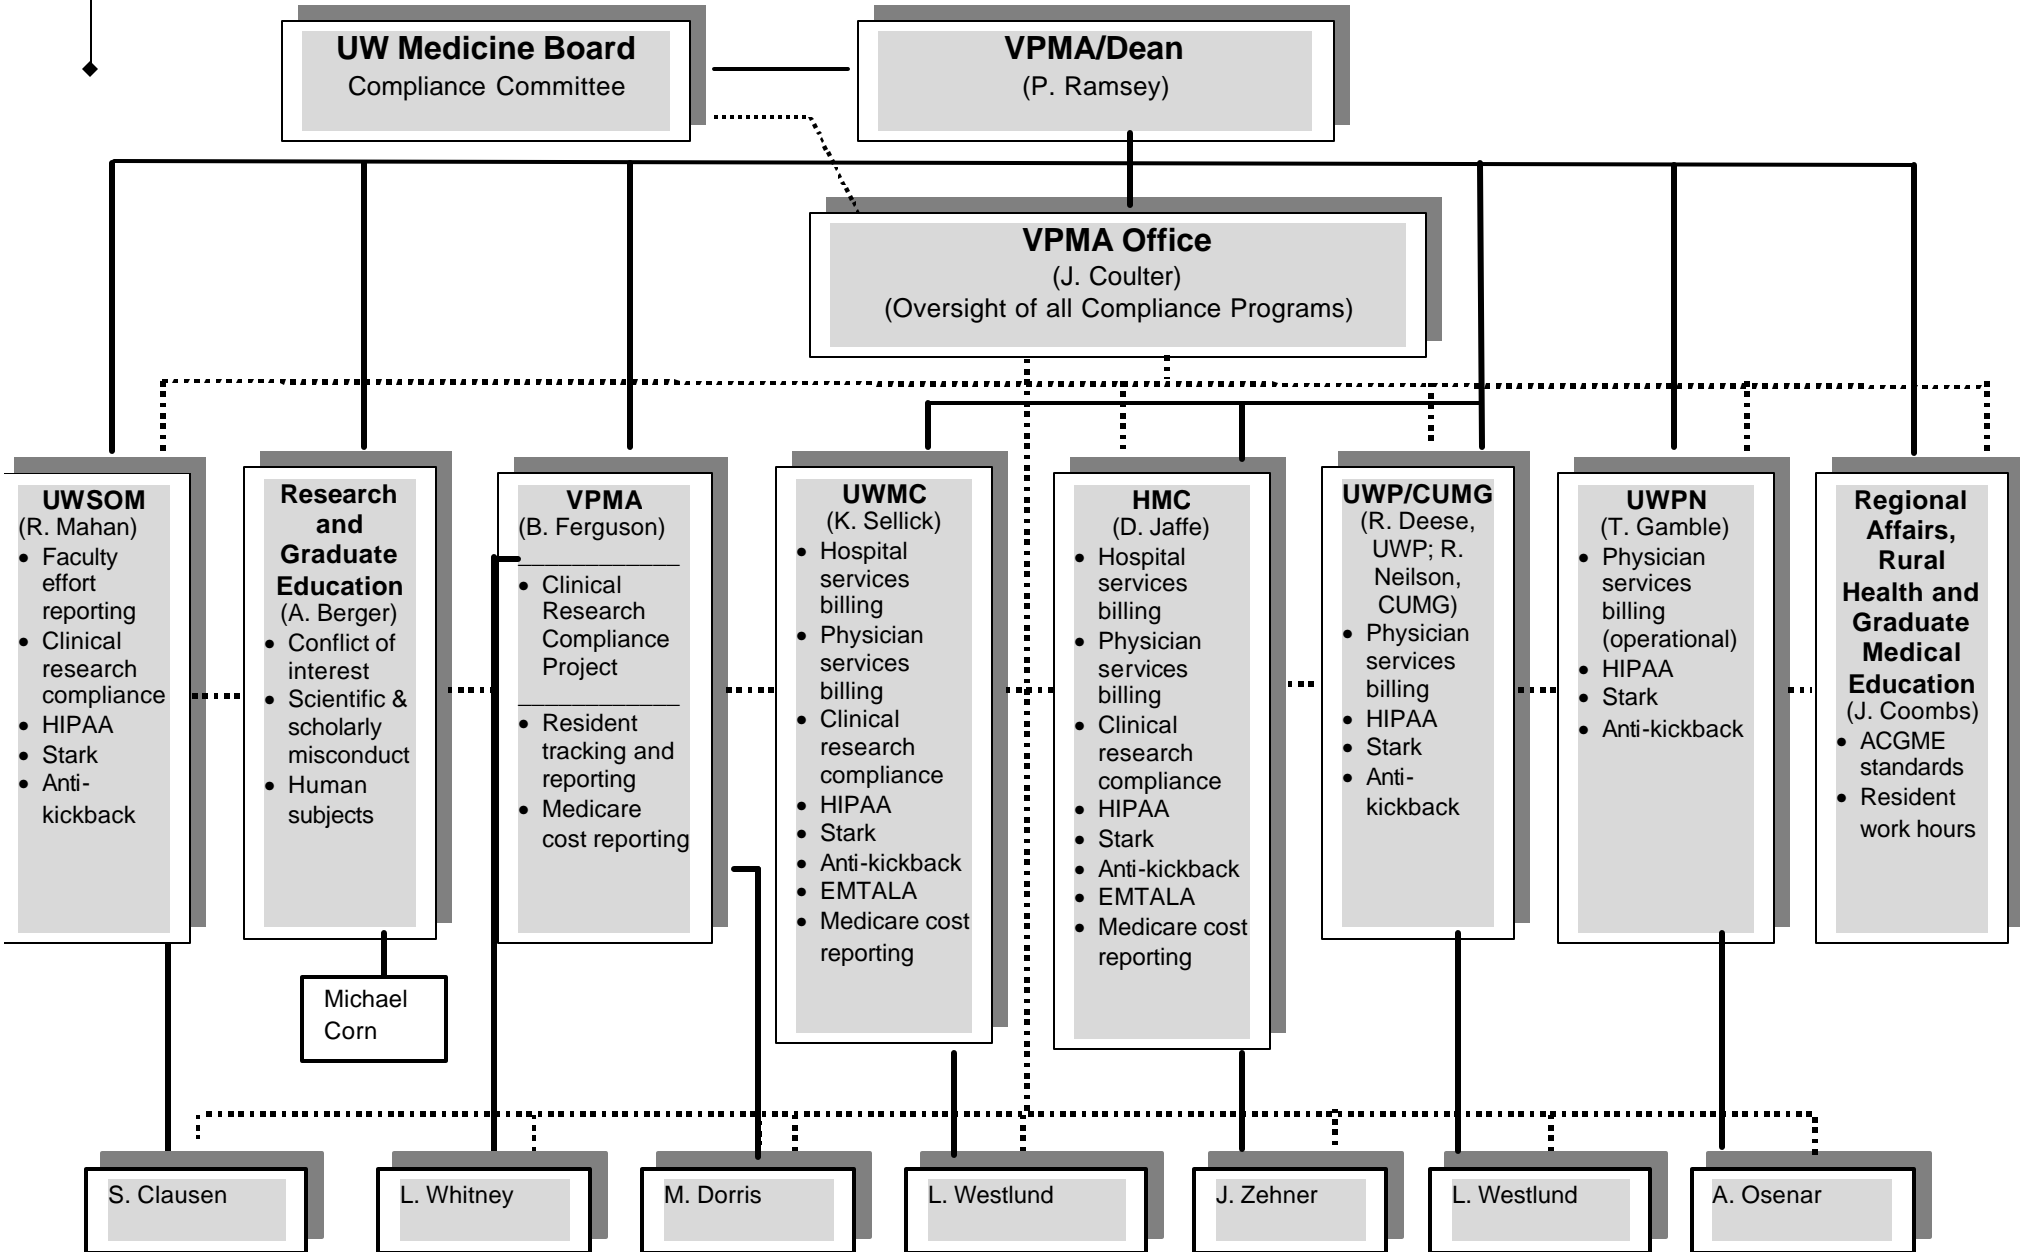 UW Medicine Board
Compliance Committee
VPMA/Dean
(P. Ramsey)
VPMA Office
(J. Coulter)
(Oversight of all Compliance Programs)
UWSOM
(R. Mahan)
• Faculty
effort
reporting
• Clinical
research
compliance
• HIPAA
• Stark
• Anti-
kickback
Research
and
Graduate
Education
(A. Berger)
• Conflict of
interest
• Scientific &
scholarly
misconduct
• Human
subjects
VPMA
(B. Ferguson)
____________
• Clinical
Research
Compliance
Project
____________
• Resident
tracking and
reporting
• Medicare
cost reporting
UWMC
(K. Sellick)
• Hospital
services
billing
• Physician
services
billing
• Clinical
research
compliance
• HIPAA
• Stark
• Anti-kickback
• EMTALA
• Medicare cost
reporting
HMC
(D. Jaffe)
• Hospital
services
billing
• Physician
services
billing
• Clinical
research
compliance
• HIPAA
• Stark
• Anti-kickback
• EMTALA
• Medicare cost
reporting
UWP/CUMG
(R. Deese,
UWP; R.
Neilson,
CUMG)
• Physician
services
billing
• HIPAA
• Stark
• Anti-
kickback
UWPN
(T. Gamble)
• Physician
services
billing
(operational)
• HIPAA
• Stark
• Anti-kickback
Regional
Affairs,
Rural
Health and
Graduate
Medical
Education
(J. Coombs)
• ACGME
standards
• Resident
work hours
Michael
Corn
S. Clausen
L. Whitney
M. Dorris
L. Westlund
J. Zehner
L. Westlund
A. Osenar